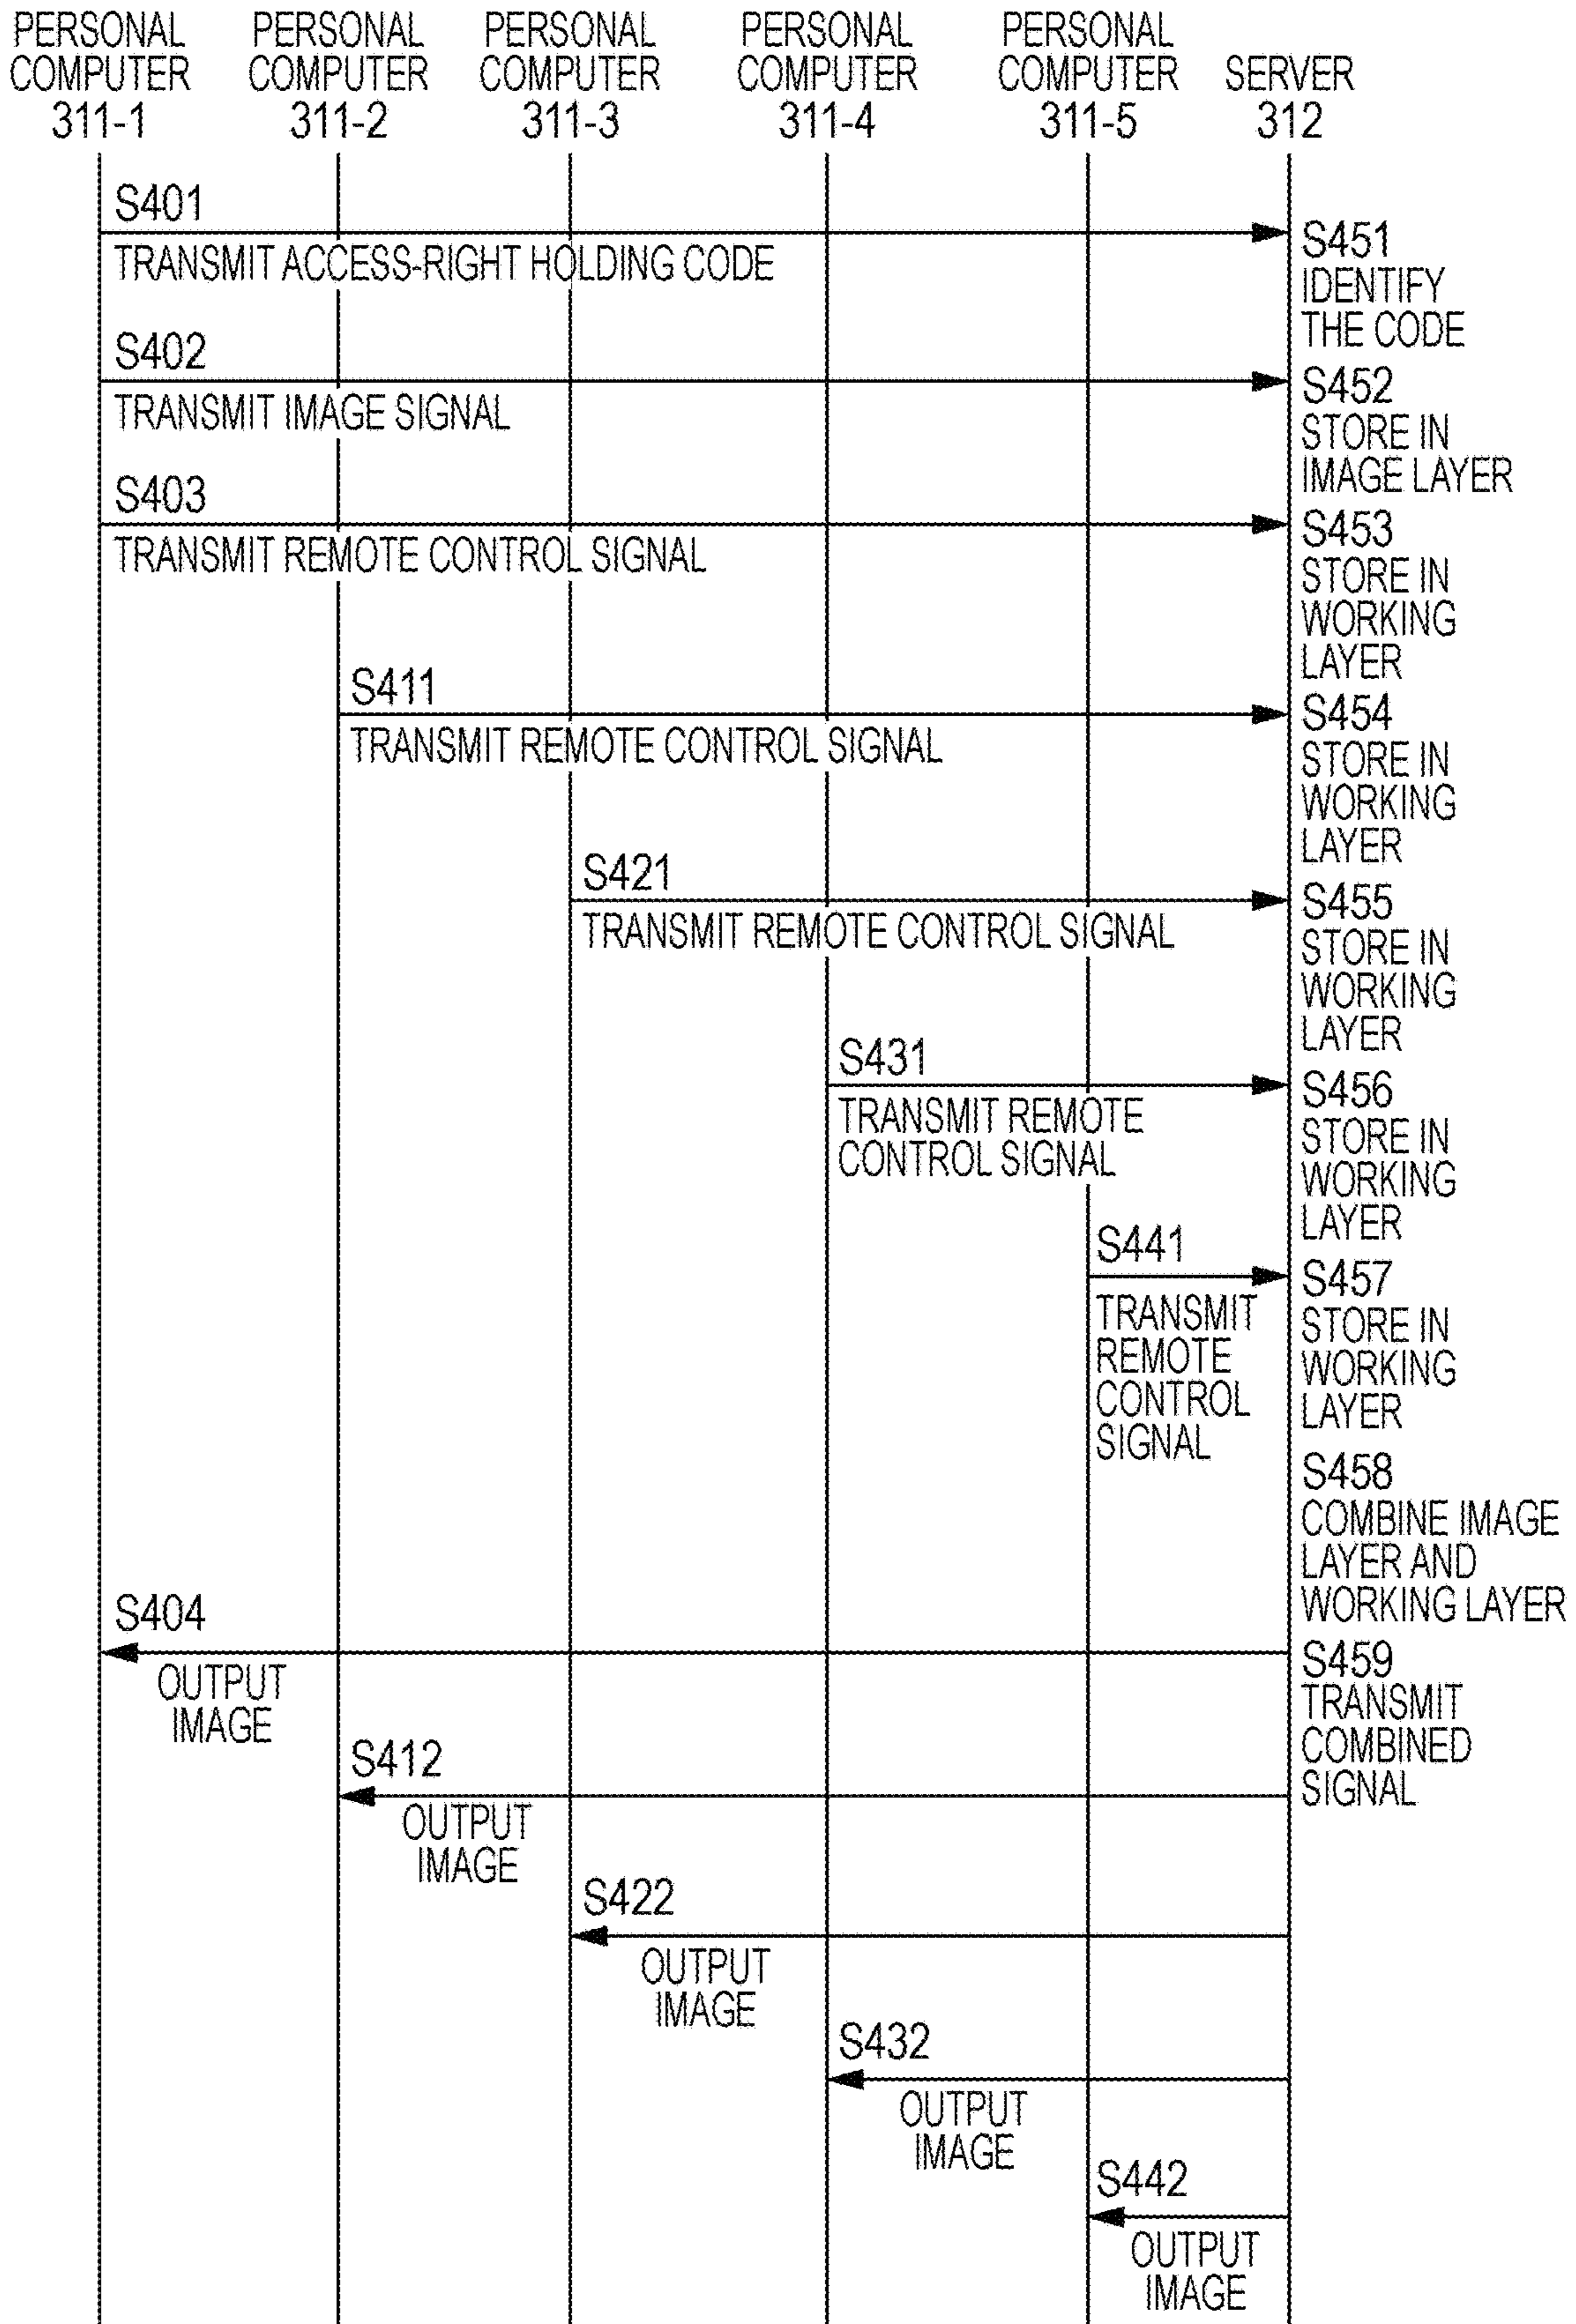 PERSONAL COMPUTER 311-1
PERSONAL COMPUTER 311-2
PERSONAL COMPUTER 311-3
PERSONAL COMPUTER 311-4
PERSONAL COMPUTER 311-5
SERVER 312
S401
TRANSMIT ACCESS-RIGHT HOLDING CODE
S451
IDENTIFY
THE CODE
S402
TRANSMIT IMAGE SIGNAL
S452
STORE IN
IMAGE LAYER
S403
TRANSMIT REMOTE CONTROL SIGNAL
S453
STORE IN
WORKING
LAYER
S411
TRANSMIT REMOTE CONTROL SIGNAL
S454
STORE IN
WORKING
LAYER
S421
TRANSMIT REMOTE CONTROL SIGNAL
S455
STORE IN
WORKING
LAYER
S431
TRANSMIT REMOTE
CONTROL SIGNAL
S456
STORE IN
WORKING
LAYER
S441
TRANSMIT
REMOTE
CONTROL
SIGNAL
S457
STORE IN
WORKING
LAYER
S458
COMBINE IMAGE
LAYER AND
WORKING LAYER
S404
OUTPUT
IMAGE
S459
TRANSMIT
COMBINED
SIGNAL
S412
OUTPUT
IMAGE
S422
OUTPUT
IMAGE
S432
OUTPUT
IMAGE
S442
OUTPUT
IMAGE